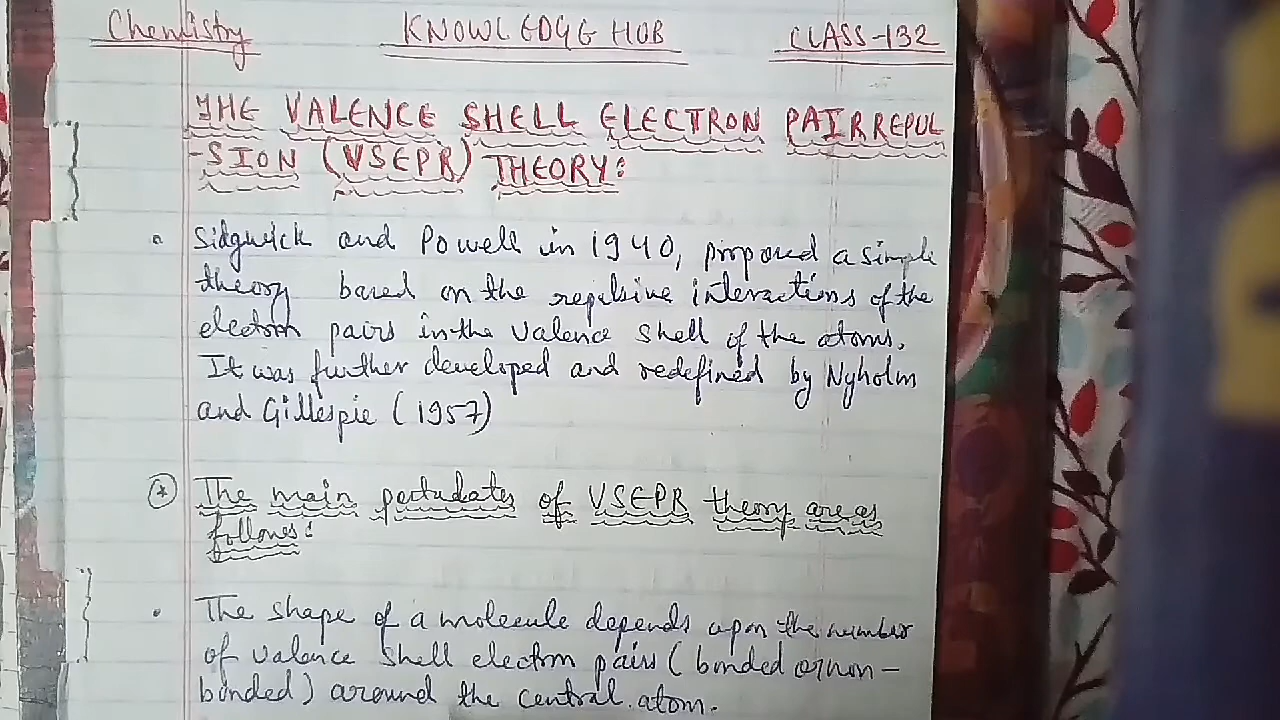 Chemistry KNOWLEDGE HUB CLASS-132
THE VALENCE SHELL ELECTRON PAIR REPUL
-SION (VSEPR) THEORY:
Sidgwick and Powell in 1940, proposed a simple
theory based on the repulsive interactions of the
electron pairs in the valence shell of the atoms.
It was further developed and redefined by Nyholm
and Gillespie (1957)
* The main postulates of VSEPR theory are as
follows:
The shape of a molecule depends upon the number
of valence shell electron pairs (bonded or non-
bonded) around the central atom.